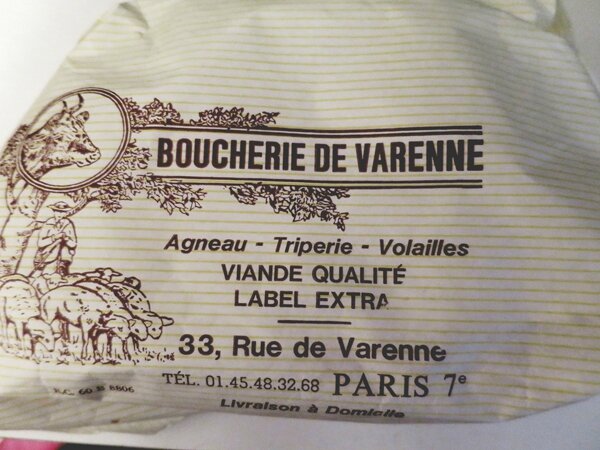 BOUCHERIE DE VARENNE
Agneau - Triperie - Volailles
VIANDE QUALITÉ
LABEL EXTRA
33, Rue de Varenne
TÉL. 01.45.48.32.68 PARIS 7e
Livraison à Domicile